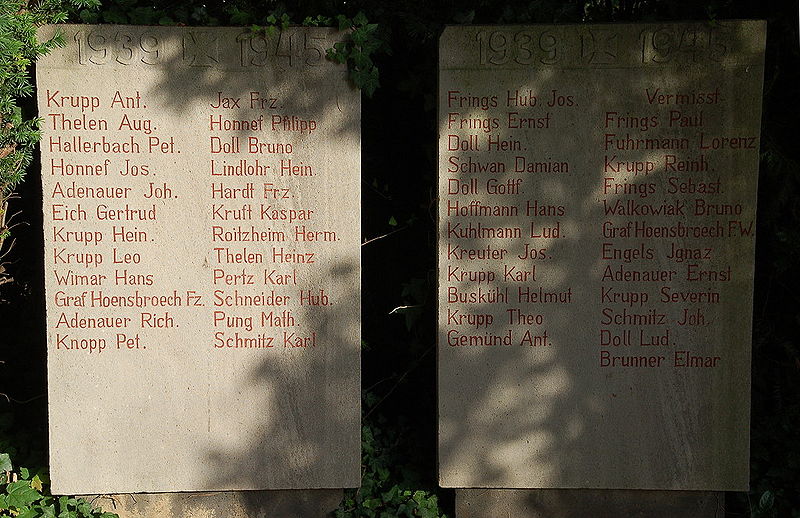 1939 1945
Krupp Ant.
Thelen Aug.
Hallerbach Pet.
Honnef Jos.
Adenauer Joh.
Eich Gertrud
Krupp Hein.
Krupp Leo
Wimar Hans
Graf Hoensbroech Fz.
Adenauer Rich.
Knopp Pet.
Jax Frz.
Honnef Philipp
Doll Bruno
Lindlohr Hein.
Hardt Frz.
Kruft Kaspar
Roitzheim Herm.
Thelen Heinz
Pertz Karl
Schneider Hub.
Pung Math.
Schmitz Karl
1939 1945
Frings Hub. Jos.
Frings Ernst
Doll Hein.
Schwan Damian
Doll Gottf
Hoffmann Hans
Kuhlmann Lud.
Kreuter Jos.
Krupp Karl
Buskühl Helmut
Krupp Theo
Gemünd Ant.
Vermisst
Frings Paul
Fuhrmann Lorenz
Krupp Reinh.
Frings Sebast.
Walkowiak Bruno
Graf Hoensbroech F.W.
Engels Jgnaz
Adenauer Ernst
Krupp Severin
Schmitz Joh.
Doll Lud.
Brunner Elmar